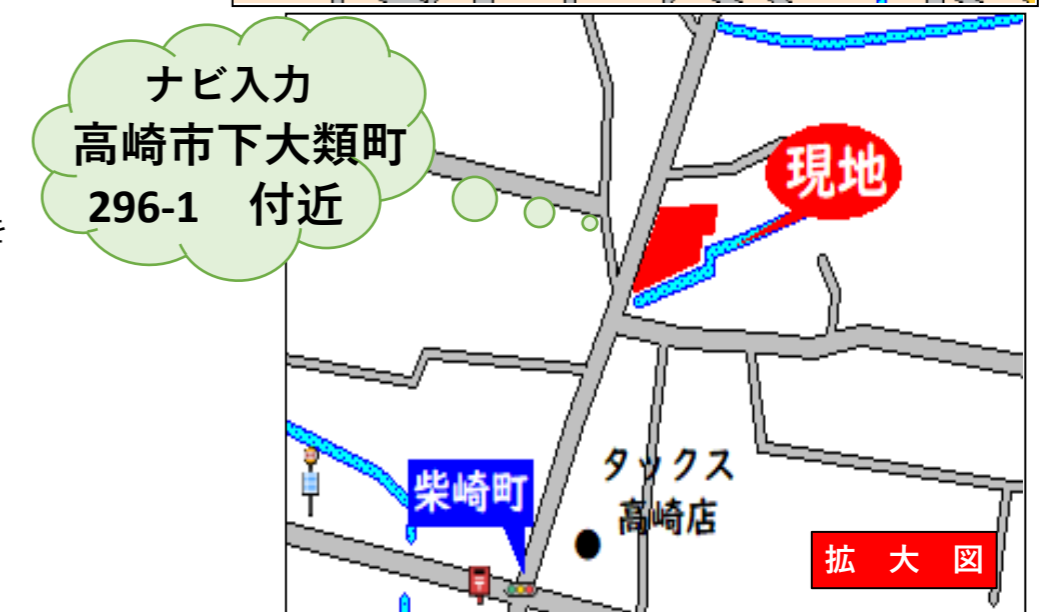 ナビ入力
高崎市下大類町
296-1　付近
現地
タックス
高崎店
柴崎町
拡　大　図